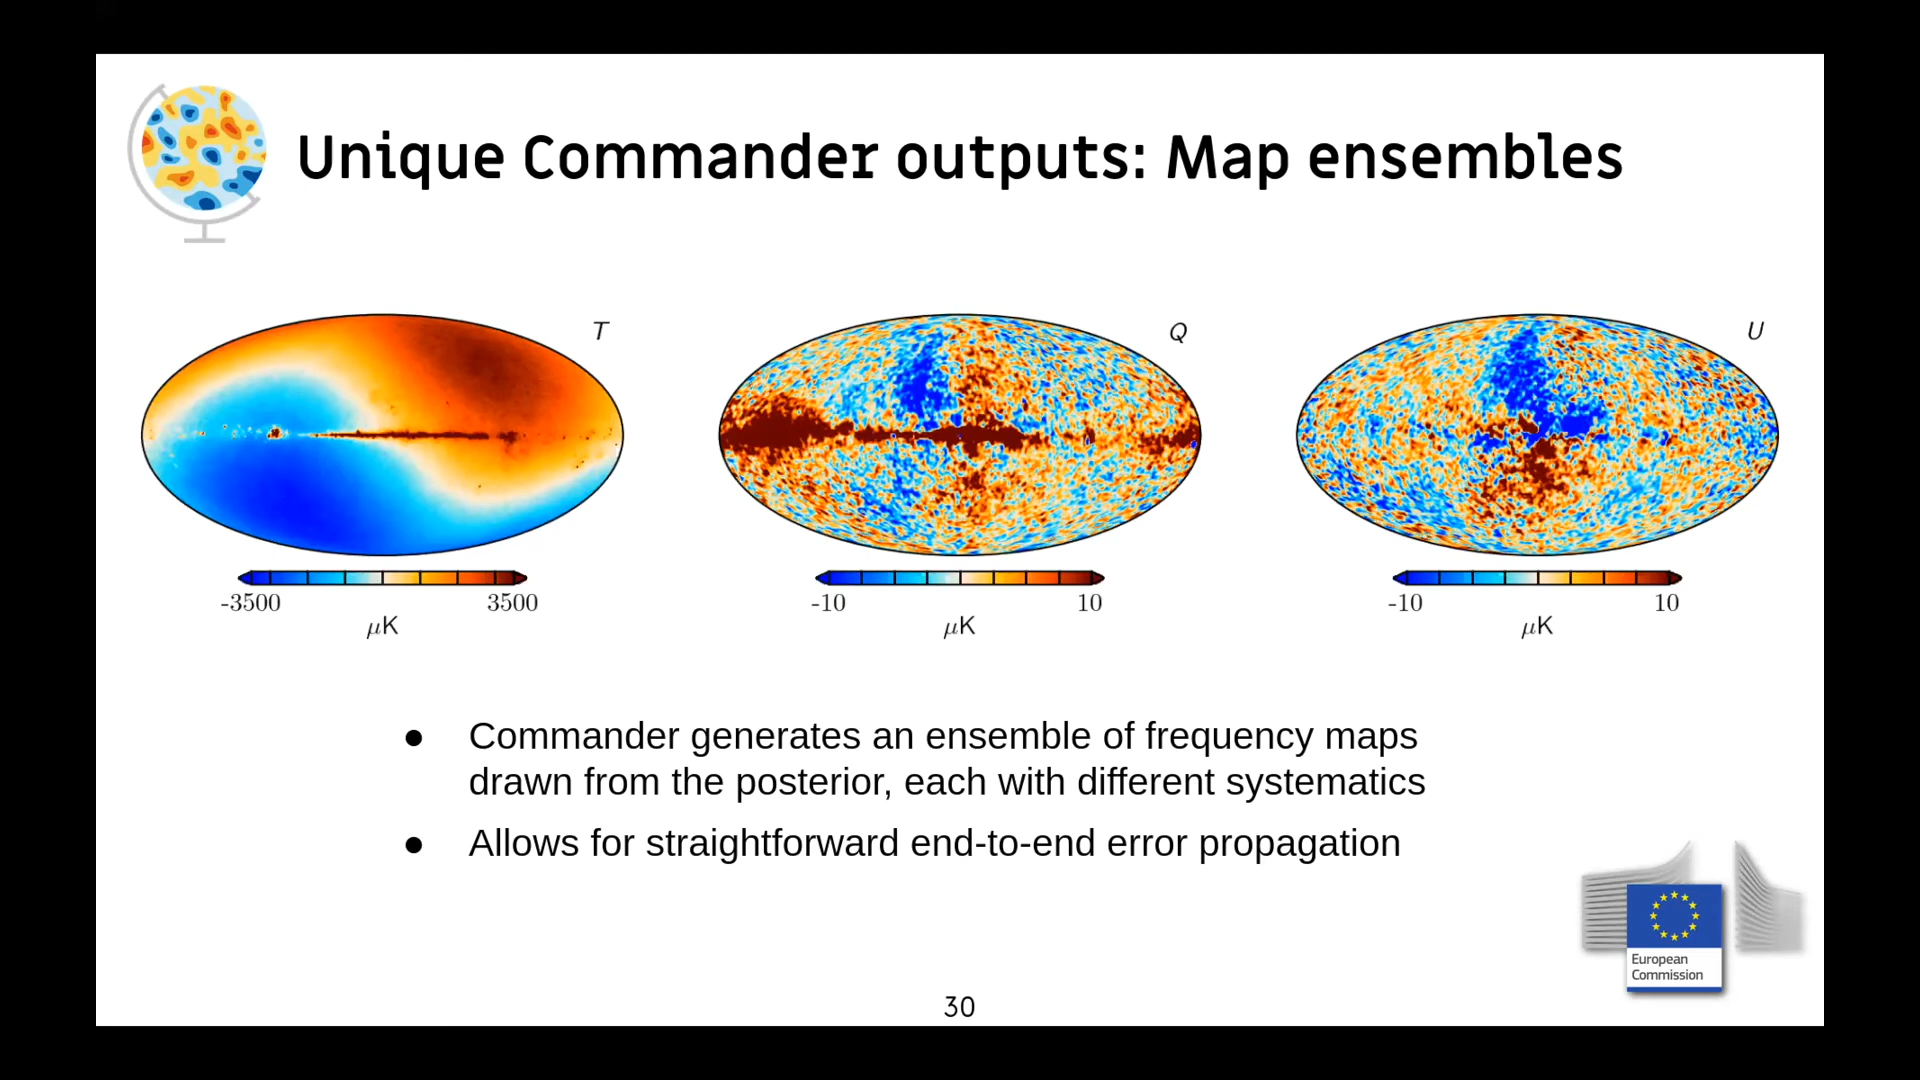 Unique Commander outputs: Map ensembles
T
Q
U
-3500 3500
μK
-10 10
μK
-10 10
μK
● Commander generates an ensemble of frequency maps
drawn from the posterior, each with different systematics
● Allows for straightforward end-to-end error propagation
European
Commission
30